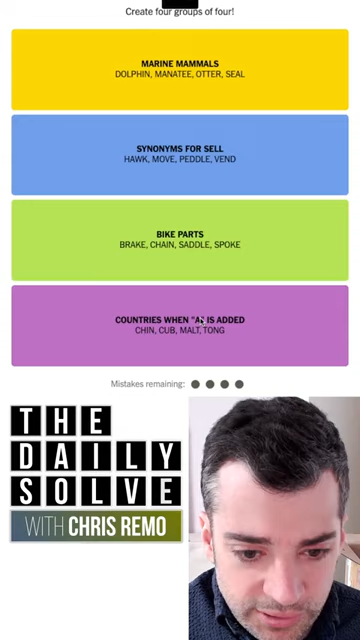 Create four groups of four!
MARINE MAMMALS
DOLPHIN, MANATEE, OTTER, SEAL
SYNONYMS FOR SELL
HAWK, MOVE, PEDDLE, VEND
BIKE PARTS
BRAKE, CHAIN, SADDLE, SPOKE
COUNTRIES WHEN "A" IS ADDED
CHIN, CUB, MALT, TONG
Mistakes remaining:
THE
DAILY
SOLVE
WITH CHRIS REMO